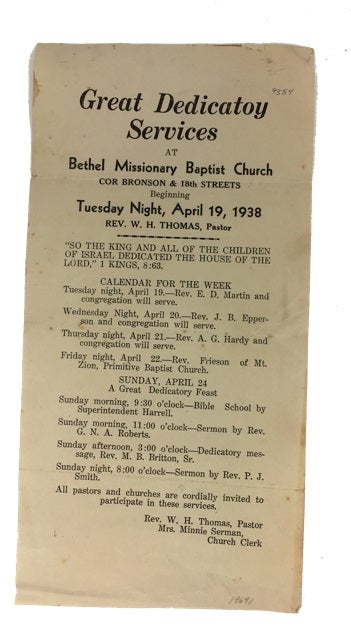 9354
Great Dedicatoy
Services
AT
Bethel Missionary Baptist Church
COR BRONSON & 18th STREETS
Beginning
Tuesday Night, April 19, 1938
REV. W. H. THOMAS, Pastor
"SO THE KING AND ALL OF THE CHILDREN
OF ISRAEL DEDICATED THE HOUSE OF THE
LORD," 1 KINGS, 8:63.
CALENDAR FOR THE WEEK
Tuesday night, April 19.—Rev. E. D. Martin and
congregation will serve.
Wednesday Night, April 20.—Rev. J. B. Epper-
son and congregation will serve.
Thursday night, April 21.—Rev. A. G. Hardy and
congregation will serve.
Friday night, April 22.—Rev. Frieson of Mt.
Zion, Primitive Baptist Church.
SUNDAY, APRIL 24
A Great Dedicatory Feast
Sunday morning, 9:30 o'clock—Bible School by
Superintendent Harrell.
Sunday morning, 11:00 o'clock—Sermon by Rev.
G. N. A. Roberts.
Sunday afternoon, 3:00 o'clock—Dedicatory mes-
sage, Rev. M. B. Britton, Sr.
Sunday night, 8:00 o'clock—Sermon by Rev. P. J.
Smith.
All pastors and churches are cordially invited to
participate in these services.
Rev. W. H. Thomas, Pastor
Mrs. Minnie Serman,
Church Clerk
19691